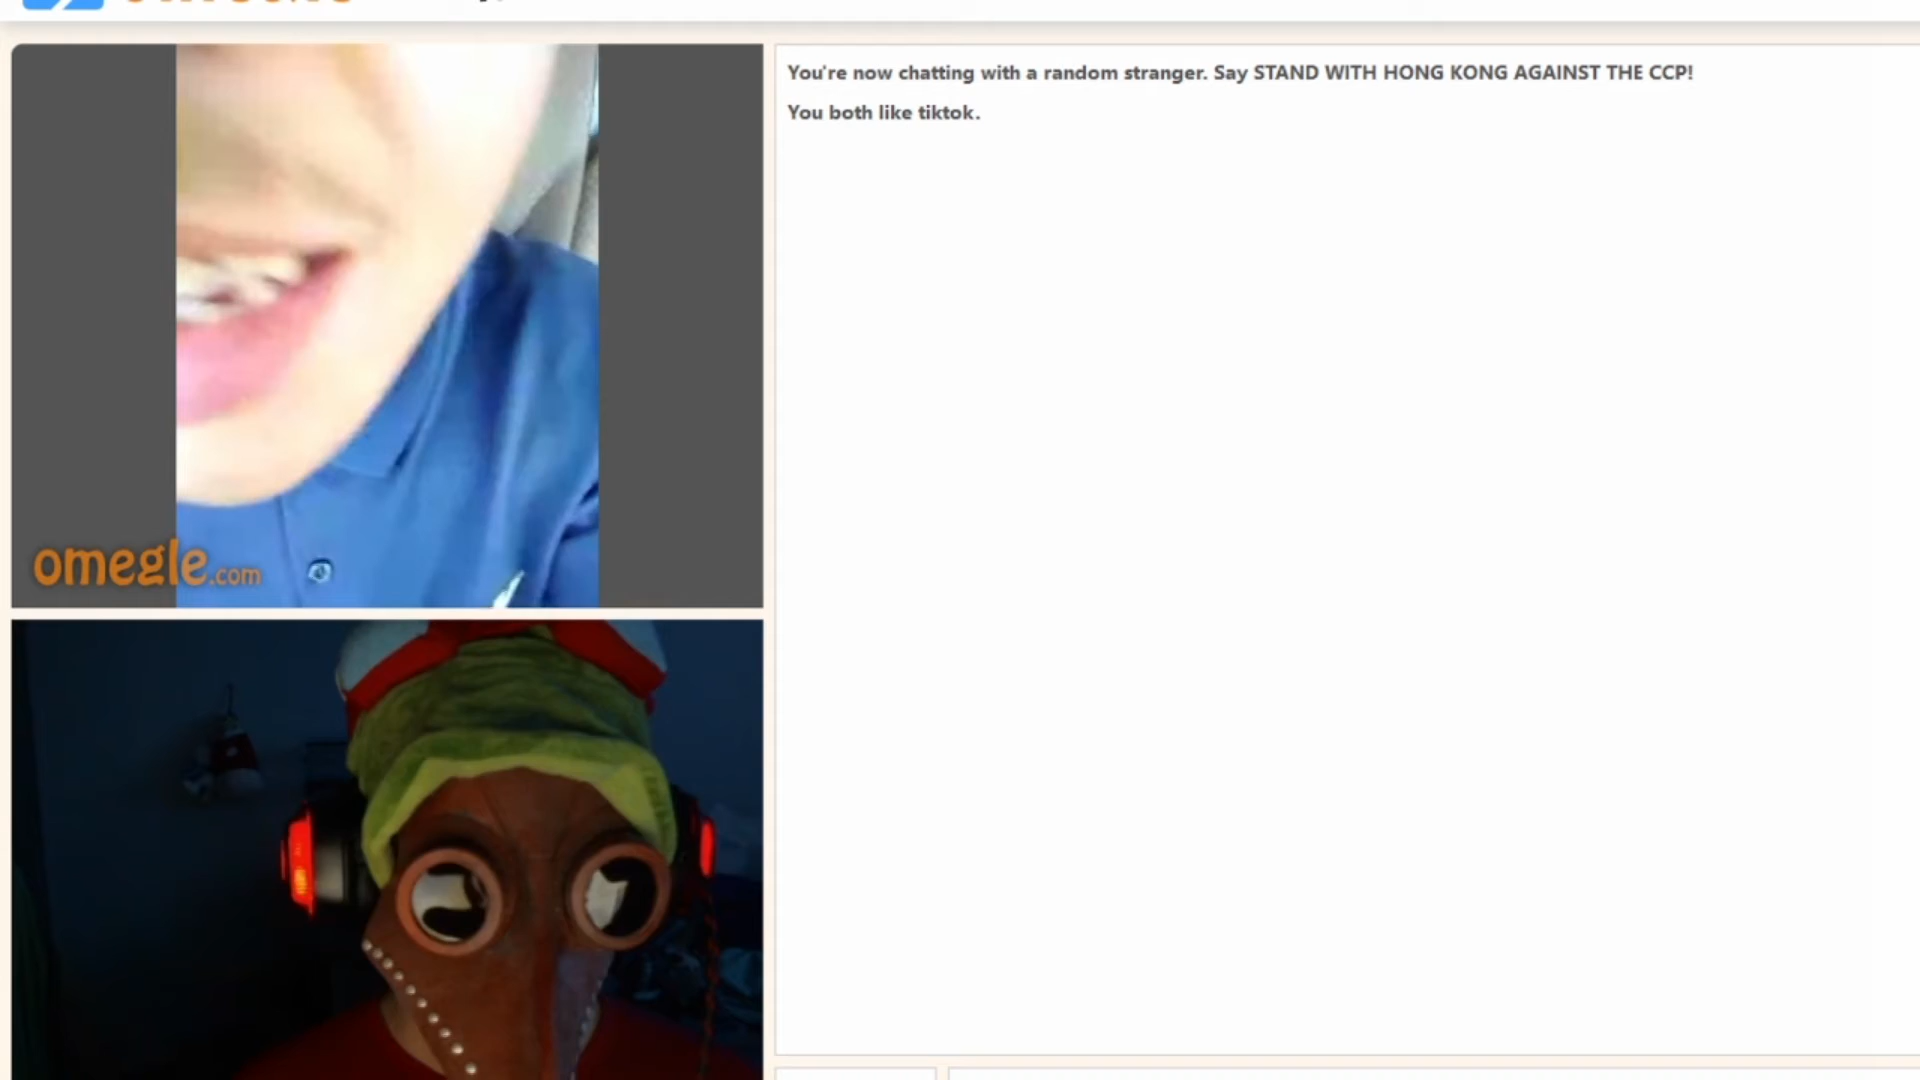 You're now chatting with a random stranger. Say STAND WITH HONG KONG AGAINST THE CCP!
You both like tiktok.
omegle.com